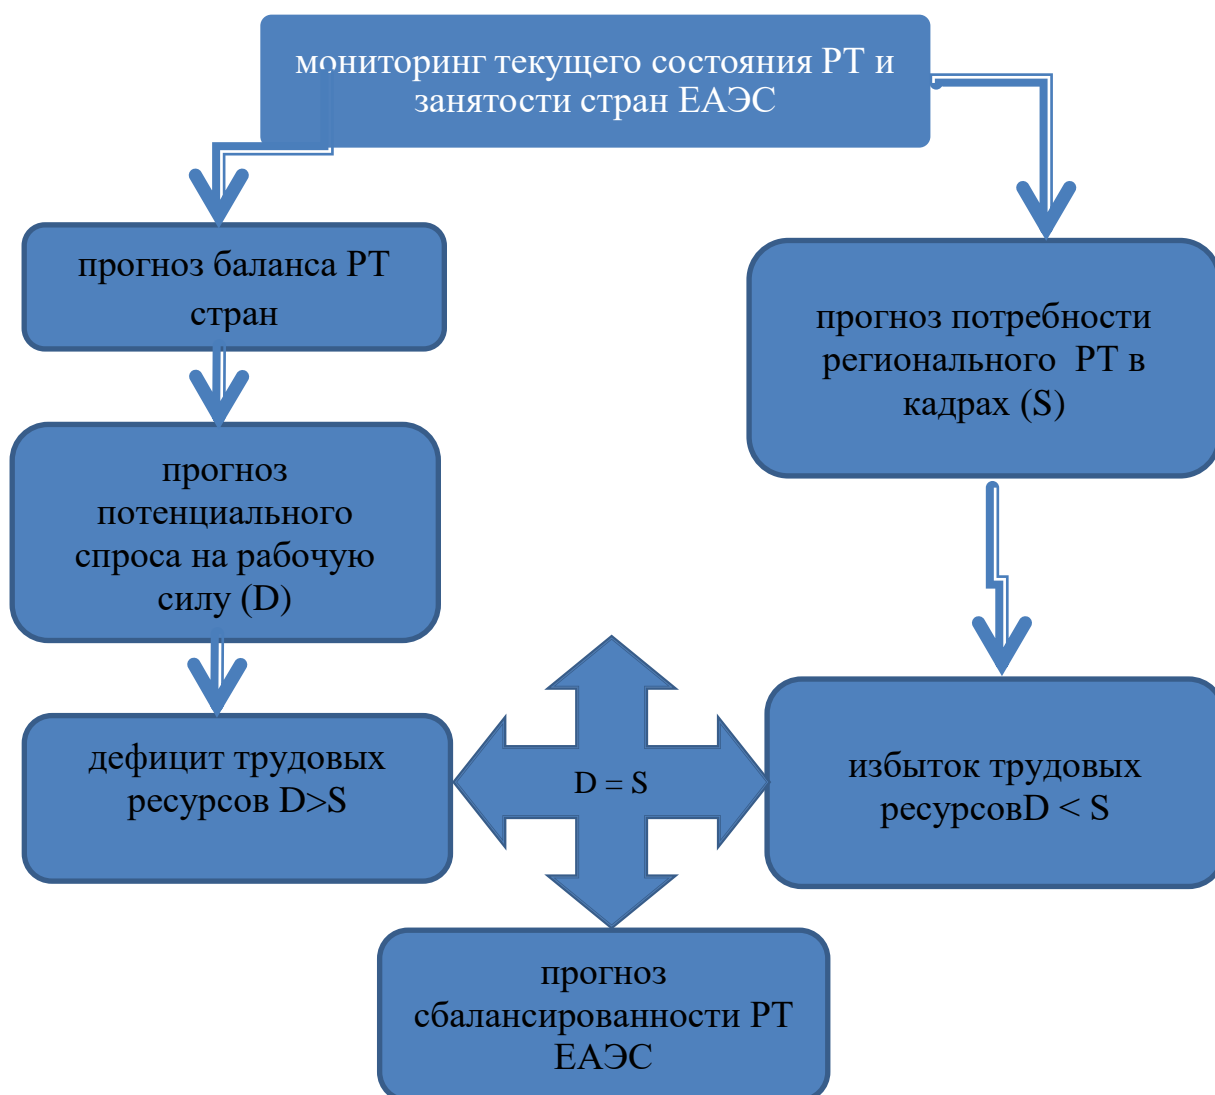 мониторинг текущего состояния РТ и
занятости стран ЕАЭС
прогноз баланса РТ
стран
прогноз потребности
регионального РТ в
кадрах (S)
прогноз
потенциального
спроса на рабочую
силу (D)
дефицит трудовых
ресурсов D>S
D = S
избыток трудовых
ресурсовD < S
прогноз
сбалансированности РТ
ЕАЭС